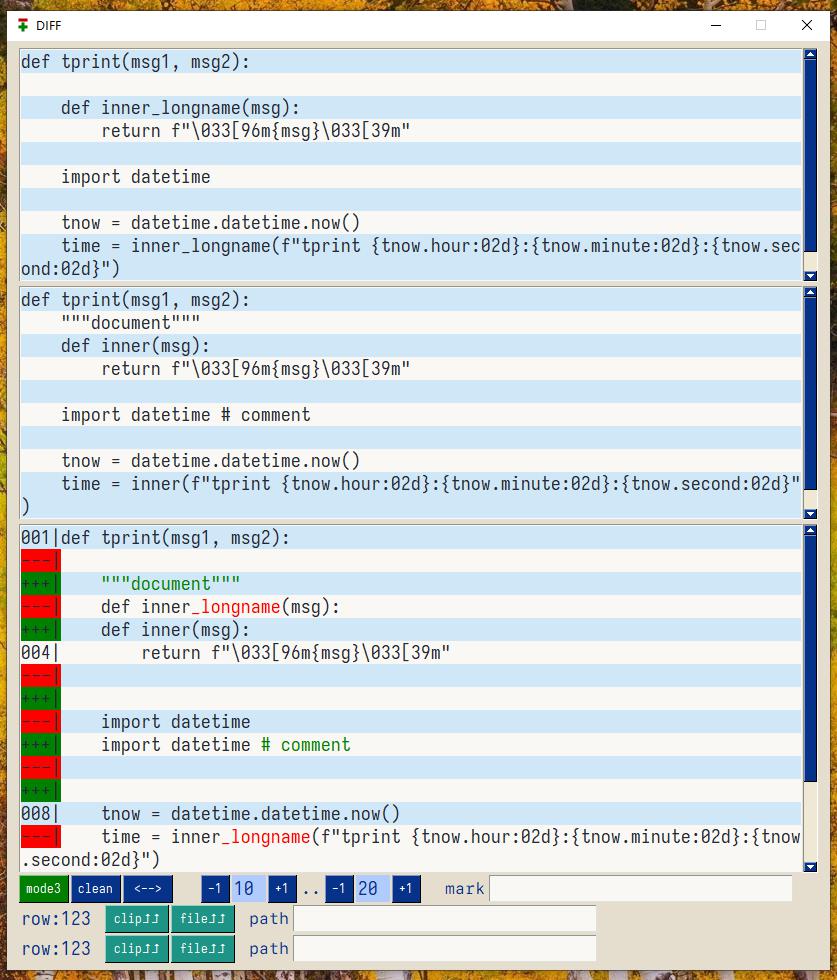 DIFF
def tprint(msg1, msg2):
    def inner_longname(msg):
        return f"\033[96m{msg}\033[39m"
    import datetime
    tnow = datetime.datetime.now()
    time = inner_longname(f"tprint {tnow.hour:02d}:{tnow.minute:02d}:{tnow.sec
ond:02d}")
def tprint(msg1, msg2):
    """document"""
    def inner(msg):
        return f"\033[96m{msg}\033[39m"
    import datetime # comment
    tnow = datetime.datetime.now()
    time = inner(f"tprint {tnow.hour:02d}:{tnow.minute:02d}:{tnow.second:02d}"
)
001|def tprint(msg1, msg2):
---|
+++|    """document"""
---|    def inner_longname(msg):
+++|    def inner(msg):
004|        return f"\033[96m{msg}\033[39m"
---|
+++|
---|    import datetime
+++|    import datetime # comment
---|
+++|
008|    tnow = datetime.datetime.now()
---|    time = inner_longname(f"tprint {tnow.hour:02d}:{tnow.minute:02d}:{tnow
.second:02d}")
mode3 clean <--> -1 10 +1 .. -1 20 +1 mark
row:123 clip⮥⮥ file⮥⮥ path
row:123 clip⮥⮥ file⮥⮥ path